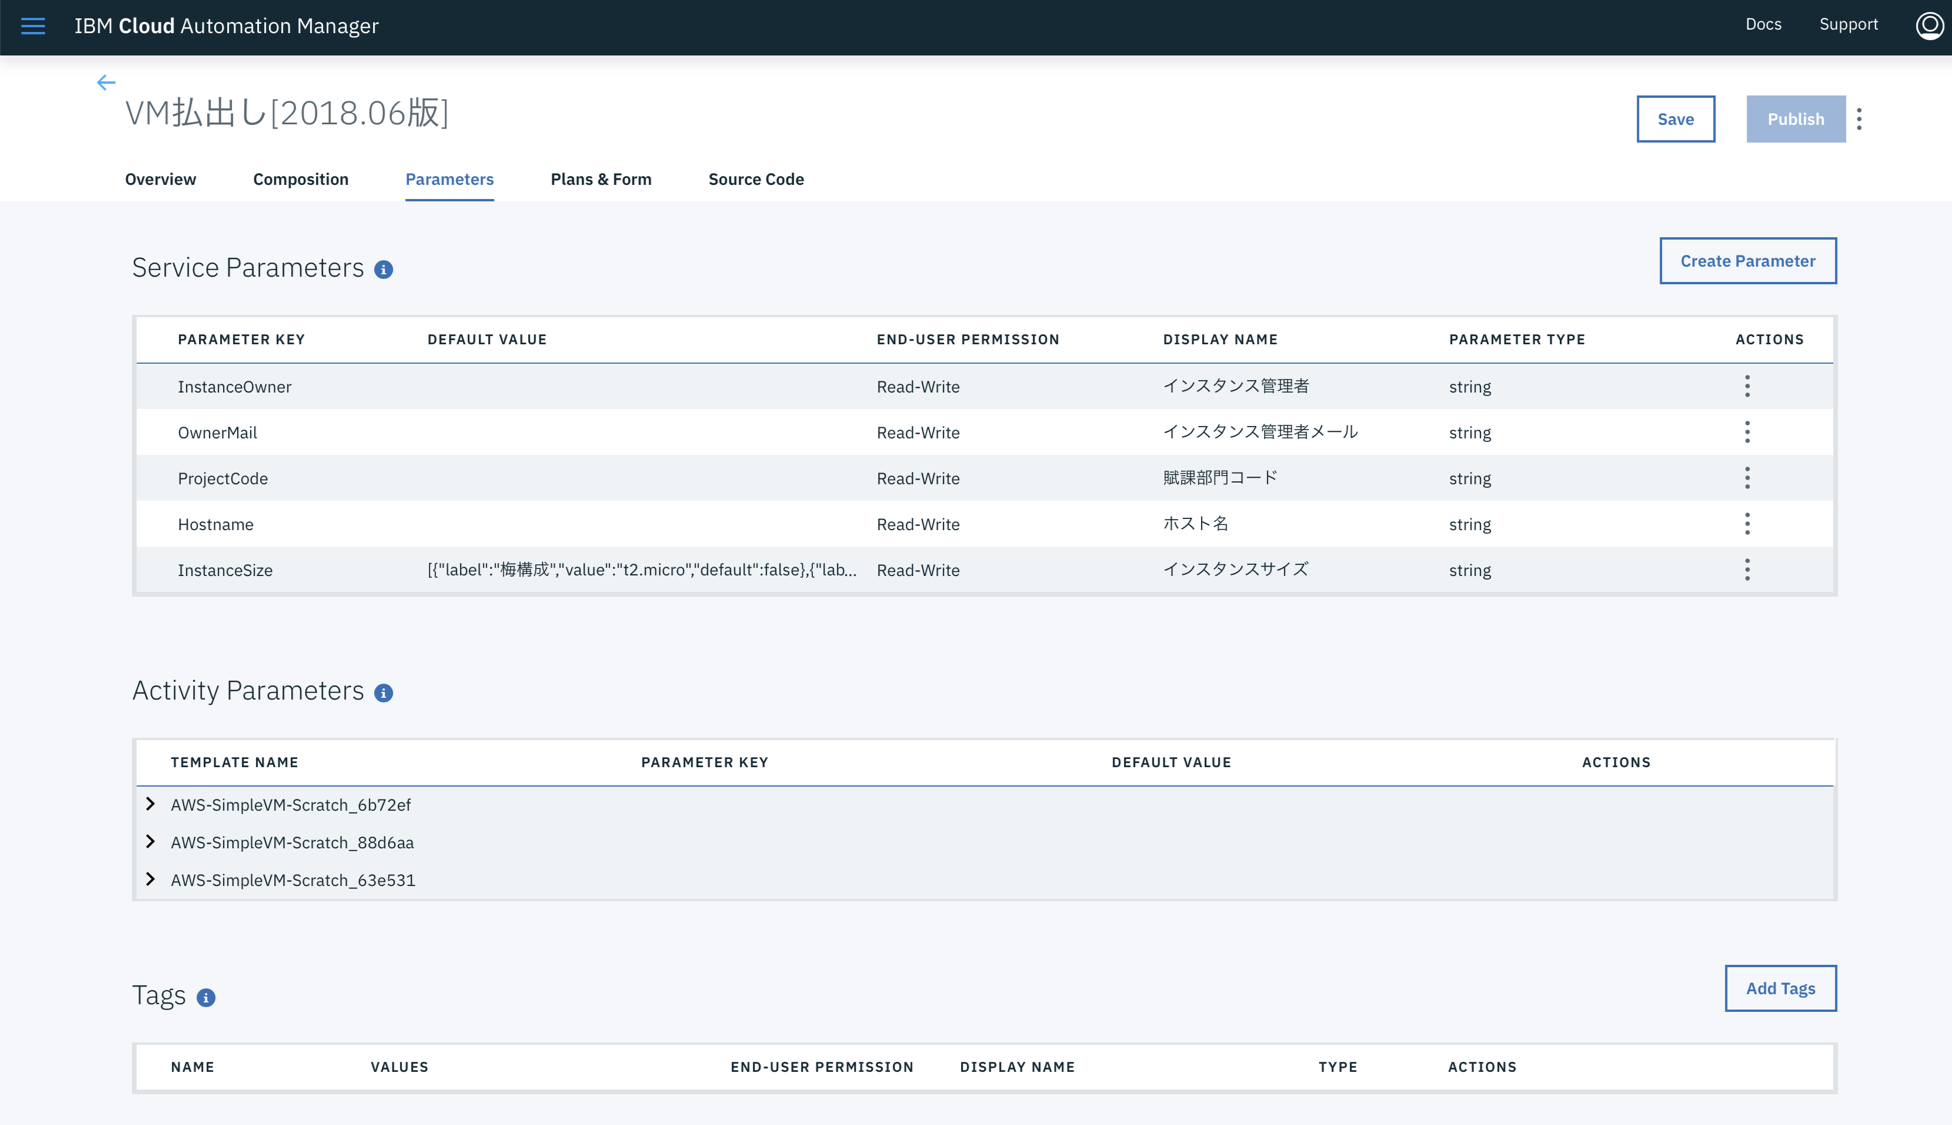 IBM Cloud Automation Manager
Docs
Support
VM払出し[2018.06版]
Save
Publish
Overview
Composition
Parameters
Plans & Form
Source Code
Service Parameters
Create Parameter
PARAMETER KEY DEFAULT VALUE END-USER PERMISSION DISPLAY NAME PARAMETER TYPE ACTIONS
InstanceOwner Read-Write インスタンス管理者 string
OwnerMail Read-Write インスタンス管理者メール string
ProjectCode Read-Write 賦課部門コード string
Hostname Read-Write ホスト名 string
InstanceSize [{"label":"梅構成","value":"t2.micro","default":false},{"lab... Read-Write インスタンスサイズ string
Activity Parameters
TEMPLATE NAME PARAMETER KEY DEFAULT VALUE ACTIONS
AWS-SimpleVM-Scratch_6b72ef
AWS-SimpleVM-Scratch_88d6aa
AWS-SimpleVM-Scratch_63e531
Tags
Add Tags
NAME VALUES END-USER PERMISSION DISPLAY NAME TYPE ACTIONS